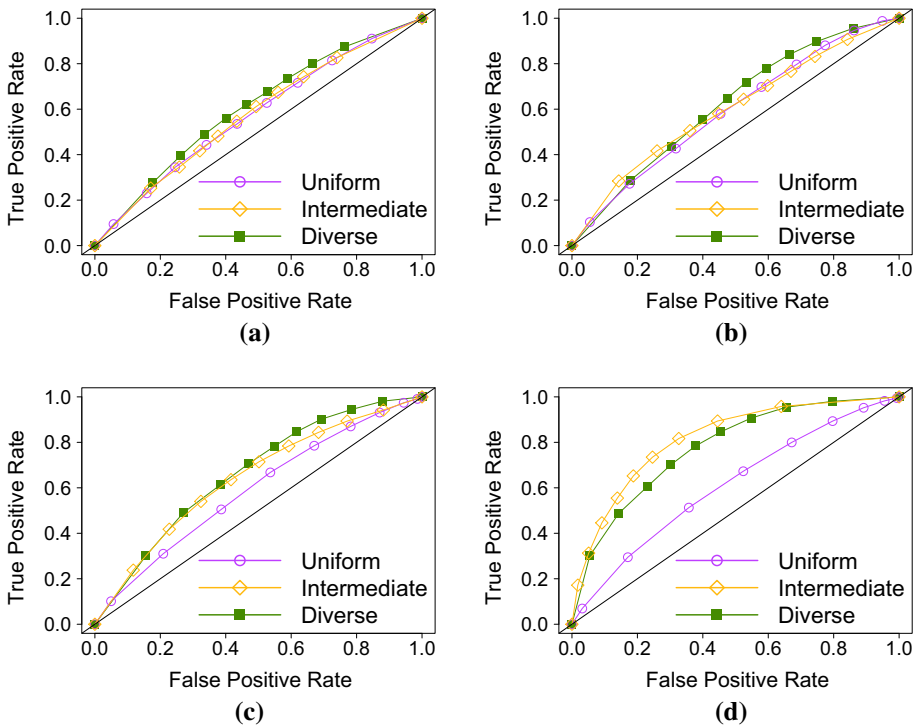 True Positive Rate
1.0
0.8
0.6
0.4
0.2
0.0
Uniform
Intermediate
Diverse
0.0 0.2 0.4 0.6 0.8 1.0
False Positive Rate
(a)
True Positive Rate
1.0
0.8
0.6
0.4
0.2
0.0
Uniform
Intermediate
Diverse
0.0 0.2 0.4 0.6 0.8 1.0
False Positive Rate
(b)
True Positive Rate
1.0
0.8
0.6
0.4
0.2
0.0
Uniform
Intermediate
Diverse
0.0 0.2 0.4 0.6 0.8 1.0
False Positive Rate
(c)
True Positive Rate
1.0
0.8
0.6
0.4
0.2
0.0
Uniform
Intermediate
Diverse
0.0 0.2 0.4 0.6 0.8 1.0
False Positive Rate
(d)